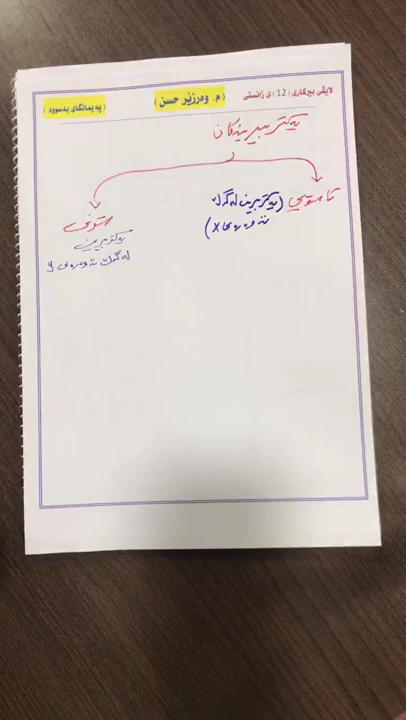 لایڤی بیرکاری (12)ی زانستی (م. وەرزێر حسن) (پەیمانگای بەسوود)
یەکتربڕینەکان
ئاسۆیی (یەکتربڕین لەگەڵ
تەوەرەی x)
ستونی
یەکتربڕین
لەگەڵ تەوەرەی y